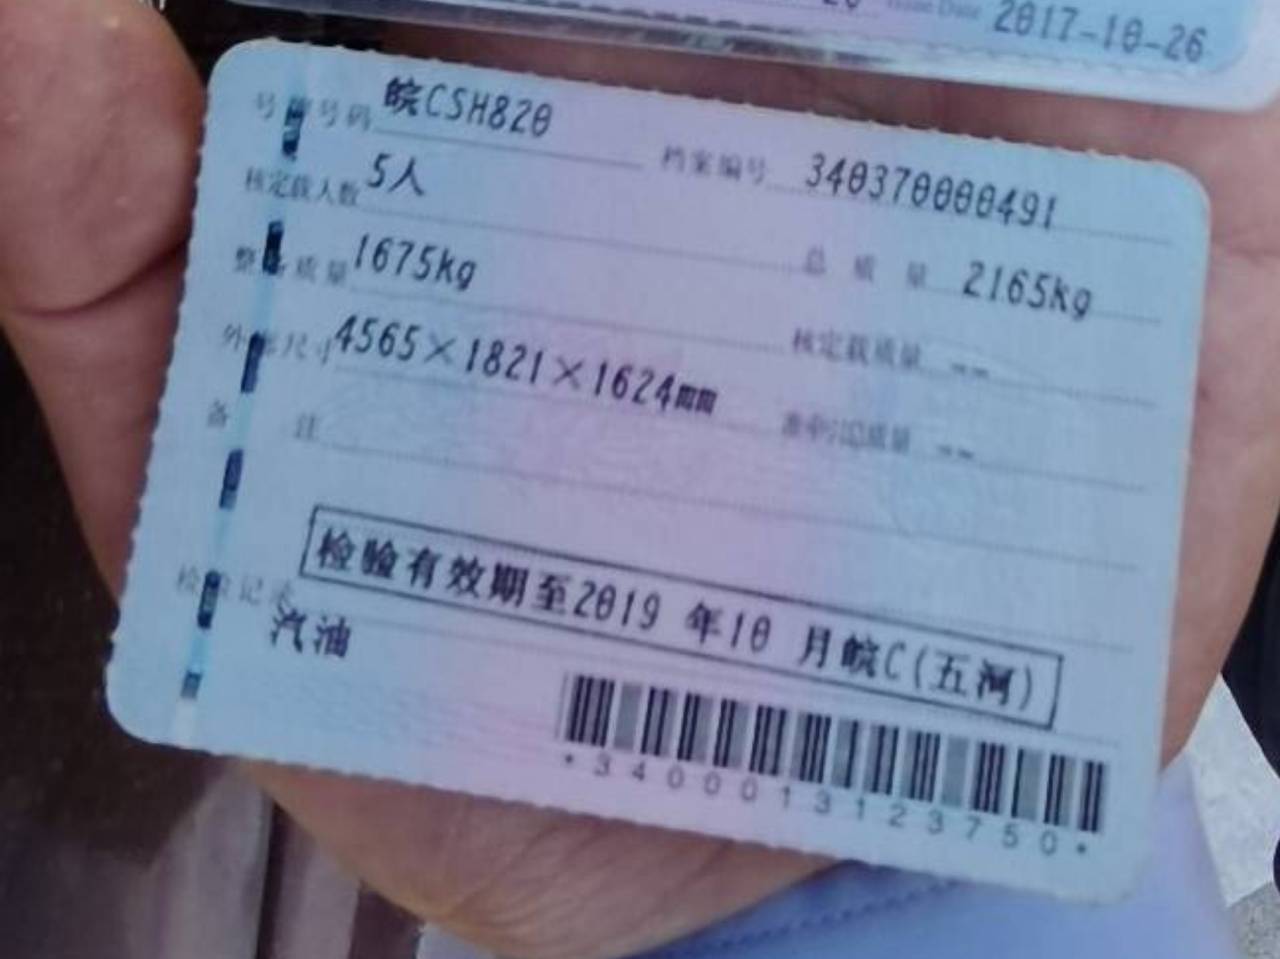 Issue Date 2017-10-26
号牌号码 皖CSH820 档案编号 340370000491
核定载人数 5人 总质量 2165kg
整备质量 1675kg 核定载质量 --
外廓尺寸 4565×1821×1624mm 准牵引总质量 --
备注
检验有效期至2019 年10 月皖C(五河)
检验记录
汽油
*3400013123750*